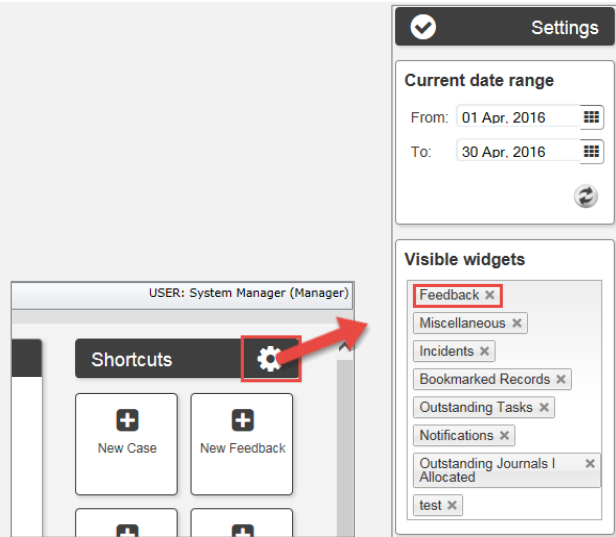 Settings
Current date range
From: 01 Apr, 2016
To: 30 Apr, 2016
Visible widgets
Feedback
Miscellaneous
Incidents
Bookmarked Records
Outstanding Tasks
Notifications
Outstanding Journals I
Allocated
test
USER: System Manager (Manager)
Shortcuts
New Case
New Feedback